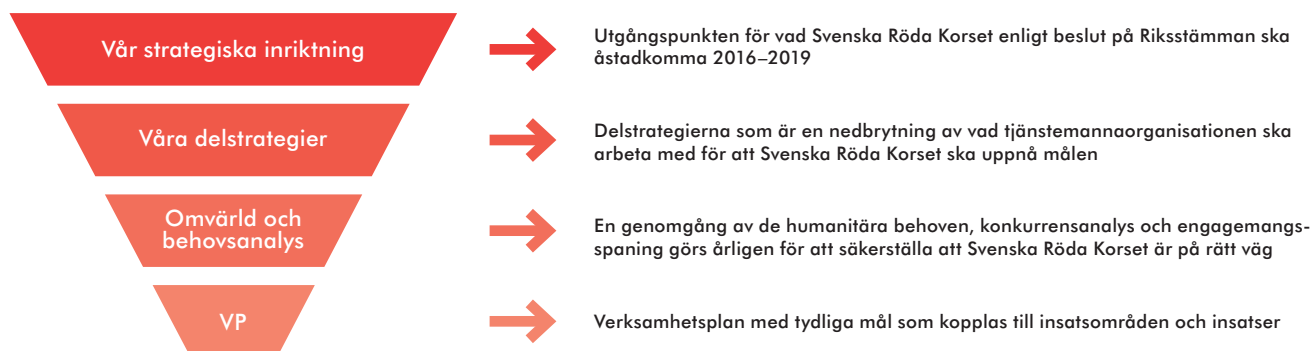 Vår strategiska inriktning
Utgångspunkten för vad Svenska Röda Korset enligt beslut på Riksstämman ska
åstadkomma 2016–2019
Våra delstrategier
Delstrategierna som är en nedbrytning av vad tjänstemannaorganisationen ska
arbeta med för att Svenska Röda Korset ska uppnå målen
Omvärld och
behovsanalys
En genomgång av de humanitära behoven, konkurrensanalys och engagemangs-
spaning görs årligen för att säkerställa att Svenska Röda Korset är på rätt väg
VP
Verksamhetsplan med tydliga mål som kopplas till insatsområden och insatser